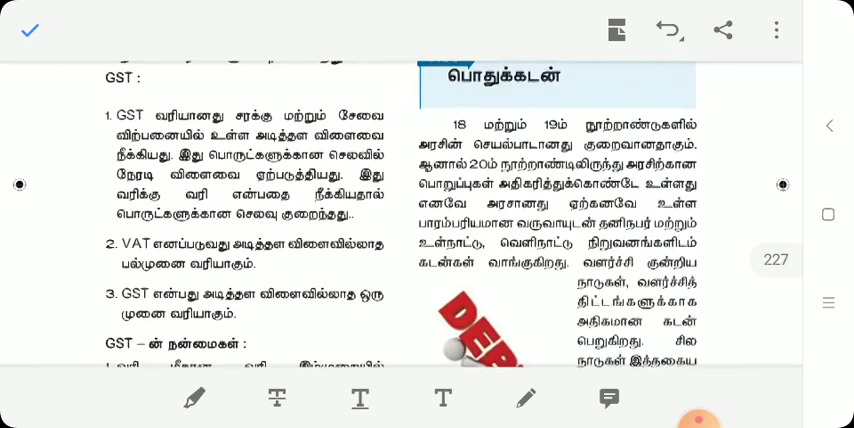 GST :
1. GST வரியானது சரக்கு மற்றும் சேவை
விற்பனையில் உள்ள அடித்தள விளைவை
நீக்கியது. இது பொருட்களுக்கான செலவில்
நேரடி விளைவை ஏற்படுத்தியது. இது
வரிக்கு வரி என்பதை நீக்கியதால்
பொருட்களுக்கான செலவு குறைந்தது..
2. VAT எனப்படுவது அடித்தள விளைவில்லாத
பல்முனை வரியாகும்.
3. GST என்பது அடித்தள விளைவில்லாத ஒரு
முனை வரியாகும்.
GST – ன் நன்மைகள் :
பொதுக்கடன்
18 மற்றும் 19ம் நூற்றாண்டுகளில்
அரசின் செயல்பாடானது குறைவானதாகும்.
ஆனால் 20ம் நூற்றாண்டிலிருந்து அரசிற்கான
பொறுப்புகள் அதிகரித்துக்கொண்டே உள்ளது
எனவே அரசானது ஏற்கனவே உள்ள
பாரம்பரியமான வருவாயுடன் தனிநபர் மற்றும்
உள்நாட்டு, வெளிநாட்டு நிறுவனங்களிடம்
கடன்கள் வாங்குகிறது. வளர்ச்சி குன்றிய
நாடுகள், வளர்ச்சித்
திட்டங்களுக்காக
அதிகமான கடன்
பெறுகிறது. சில
நாடுகள் இத்தகைய
DEB
227